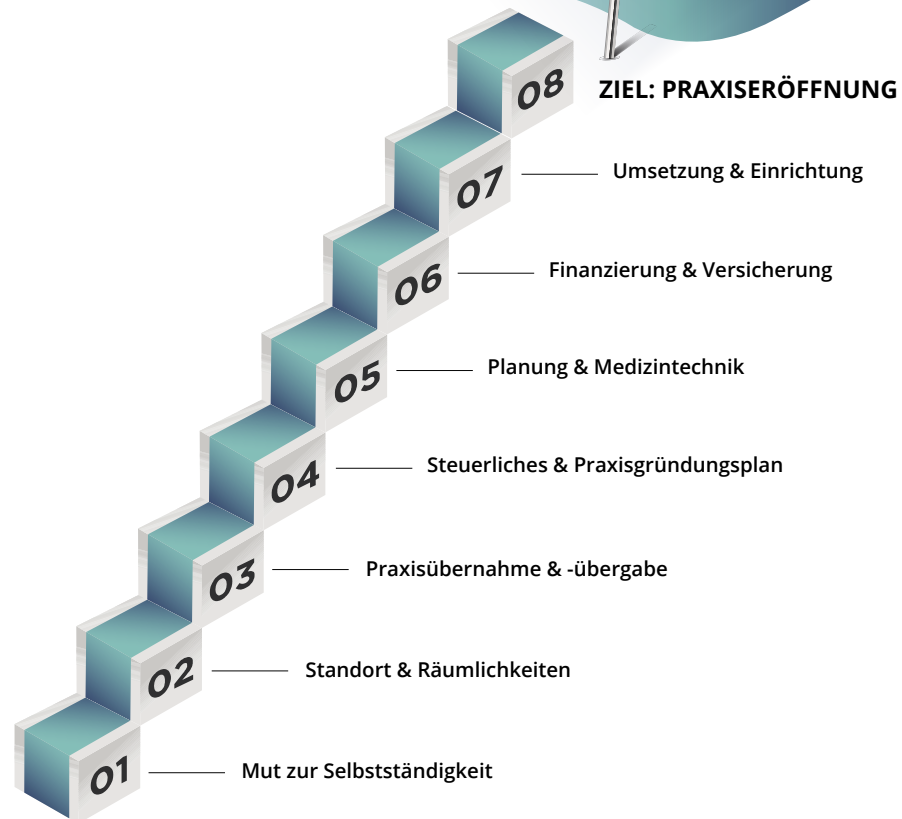 08
ZIEL: PRAXISERÖFFNUNG
07
Umsetzung & Einrichtung
06
Finanzierung & Versicherung
05
Planung & Medizintechnik
04
Steuerliches & Praxisgründungsplan
03
Praxisübernahme & -übergabe
02
Standort & Räumlichkeiten
01
Mut zur Selbstständigkeit